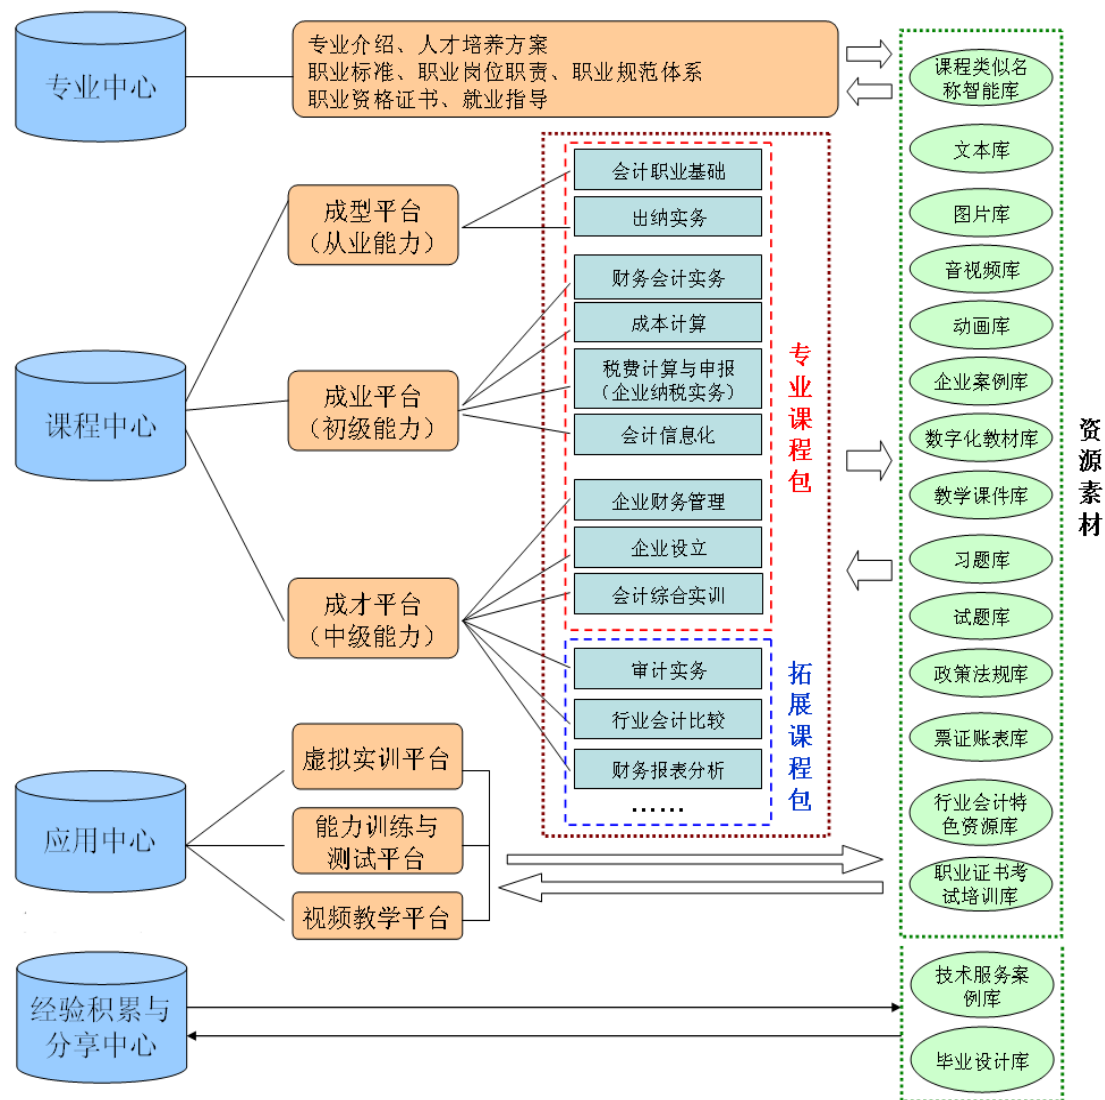 专业中心
专业介绍、人才培养方案
职业标准、职业岗位职责、职业规范体系
职业资格证书、就业指导
课程中心
成型平台
（从业能力）
成业平台
（初级能力）
成才平台
（中级能力）
会计职业基础
出纳实务
财务会计实务
成本计算
税费计算与申报
（企业纳税实务）
会计信息化
企业财务管理
企业设立
会计综合实训
专业课程包
审计实务
行业会计比较
财务报表分析
……
拓展课程包
应用中心
虚拟实训平台
能力训练与
测试平台
视频教学平台
经验积累与
分享中心
课程类似名
称智能库
文本库
图片库
音视频库
动画库
企业案例库
数字化教材库
教学课件库
习题库
试题库
政策法规库
票证账表库
行业会计特
色资源库
职业证书考
试培训库
技术服务案
例库
毕业设计库
资源素材